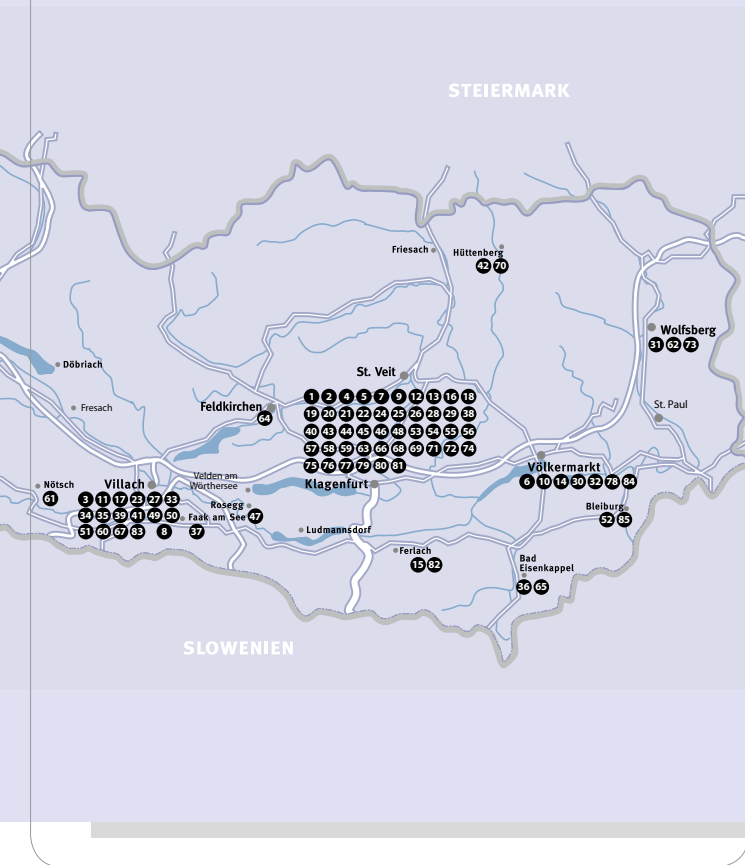 STEIERMARK
Friesach
Hüttenberg
42 70
Wolfsberg
31 62 73
Döbriach
St. Veit
1 2 4 5 7 9 12 13 16 18
19 20 21 22 24 25 26 28 29 38
40 43 44 45 46 48 53 54 55 56
57 58 59 63 66 68 69 71 72 74
75 76 77 79 80 81
Fresach
Feldkirchen
64
St. Paul
Völkermarkt
6 10 14 30 32 78 84
Velden am
Wörthersee
Klagenfurt
Nötsch
61
Villach
3 11 17 23 27 33
34 35 39 41 49 50
51 60 67 83 8
Rosegg
47
Faak am See
37
Bleiburg
52 85
Ludmannsdorf
Ferlach
15 82
Bad
Eisenkappel
36 65
SLOWENIEN